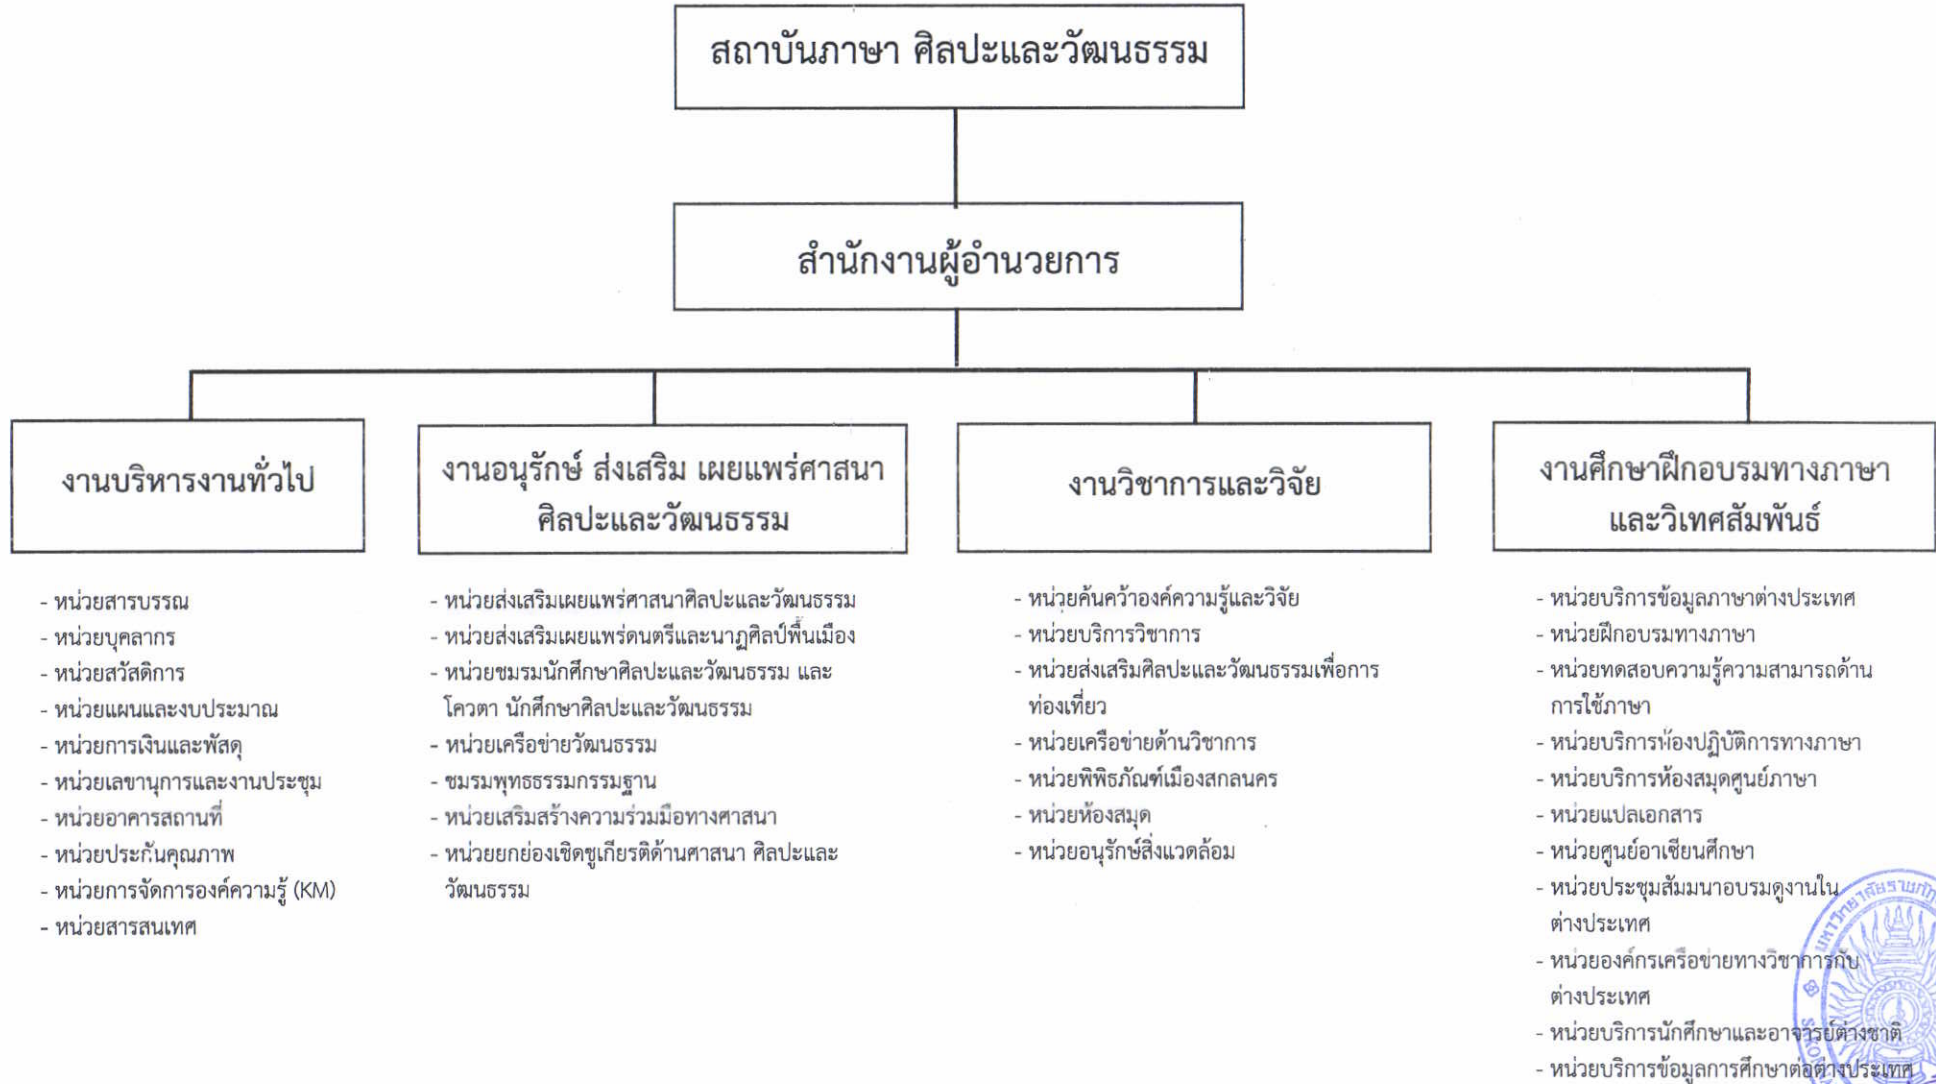 สถาบันภาษา ศิลปะและวัฒนธรรม
สำนักงานผู้อำนวยการ
งานบริหารงานทั่วไป
- หน่วยสารบรรณ
- หน่วยบุคลากร
- หน่วยสวัสดิการ
- หน่วยแผนและงบประมาณ
- หน่วยการเงินและพัสดุ
- หน่วยเลขานุการและงานประชุม
- หน่วยอาคารสถานที่
- หน่วยประกันคุณภาพ
- หน่วยการจัดการองค์ความรู้ (KM)
- หน่วยสารสนเทศ
งานอนุรักษ์ ส่งเสริม เผยแพร่ศาสนา
ศิลปะและวัฒนธรรม
- หน่วยส่งเสริมเผยแพร่ศาสนาศิลปะและวัฒนธรรม
- หน่วยส่งเสริมเผยแพร่ดนตรีและนาฏศิลป์พื้นเมือง
- หน่วยชมรมนักศึกษาศิลปะและวัฒนธรรม และ
โควตา นักศึกษาศิลปะและวัฒนธรรม
- หน่วยเครือข่ายวัฒนธรรม
- ชมรมพุทธธรรมกรรมฐาน
- หน่วยเสริมสร้างความร่วมมือทางศาสนา
- หน่วยยกย่องเชิดชูเกียรติด้านศาสนา ศิลปะและ
วัฒนธรรม
งานวิชาการและวิจัย
- หน่วยค้นคว้าองค์ความรู้และวิจัย
- หน่วยบริการวิชาการ
- หน่วยส่งเสริมศิลปะและวัฒนธรรมเพื่อการ
ท่องเที่ยว
- หน่วยเครือข่ายด้านวิชาการ
- หน่วยพิพิธภัณฑ์เมืองสกลนคร
- หน่วยห้องสมุด
- หน่วยอนุรักษ์สิ่งแวดล้อม
งานศึกษาฝึกอบรมทางภาษา
และวิเทศสัมพันธ์
- หน่วยบริการข้อมูลภาษาต่างประเทศ
- หน่วยฝึกอบรมทางภาษา
- หน่วยทดสอบความรู้ความสามารถด้าน
การใช้ภาษา
- หน่วยบริการห้องปฏิบัติการทางภาษา
- หน่วยบริการห้องสมุดศูนย์ภาษา
- หน่วยแปลเอกสาร
- หน่วยศูนย์อาเซียนศึกษา
- หน่วยประชุมสัมมนาอบรมดูงานใน
ต่างประเทศ
- หน่วยองค์กรเครือข่ายทางวิชาการกับ
ต่างประเทศ
- หน่วยบริการนักศึกษาและอาจารย์ต่างชาติ
- หน่วยบริการข้อมูลการศึกษาต่อต่างประเทศ